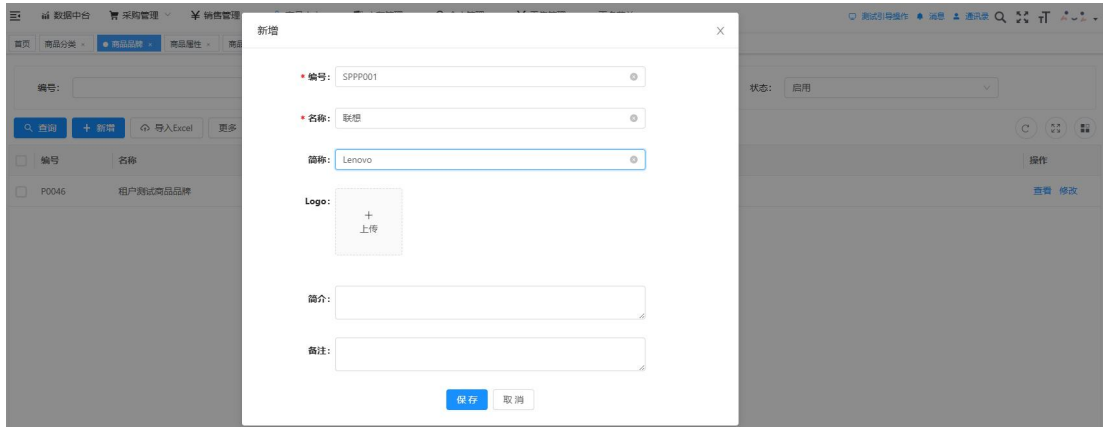 数据中台 采购管理 销售管理 测试引导操作 消息 通讯录
首页 商品分类 商品品牌 商品属性 商品
新增
* 编号: SPPP001
* 名称: 联想
简称: Lenovo
Logo:
+
上传
简介:
备注:
保存 取消
编号: 状态: 启用
查询 + 新增 导入Excel 更多
编号 名称 操作
P0046 租户测试商品品牌 查看 修改